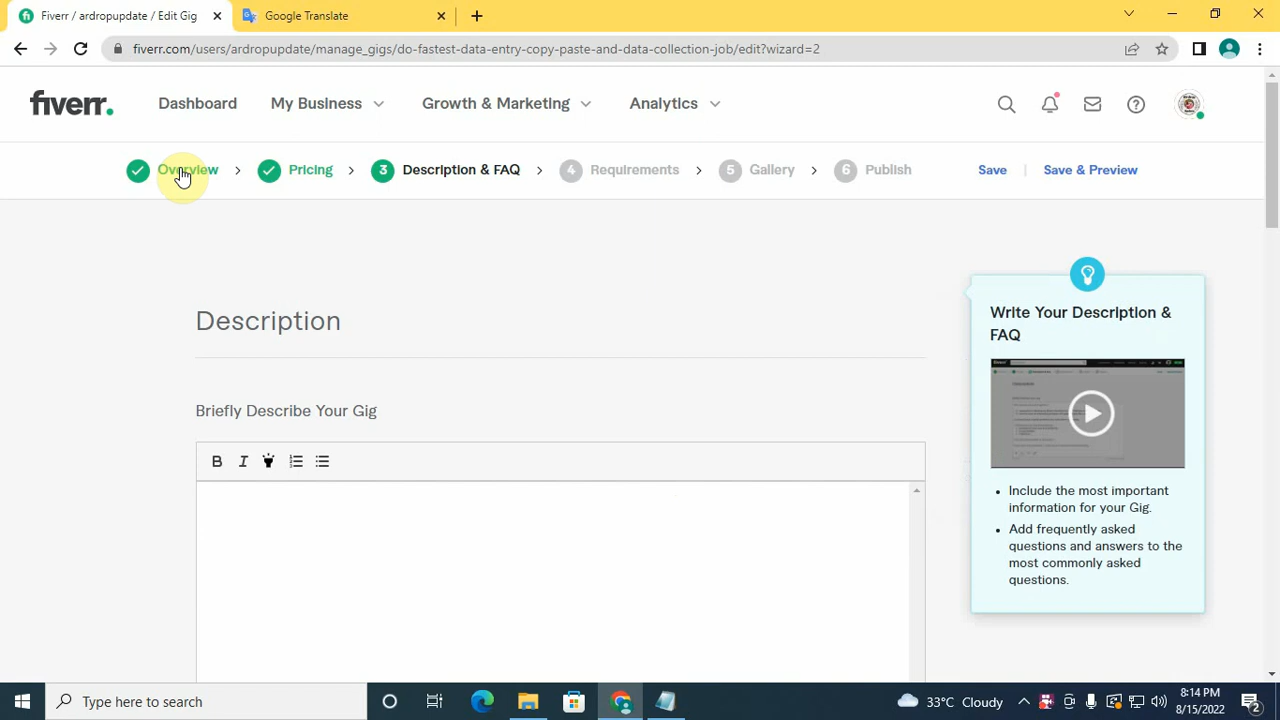 Fiverr / ardropupdate / Edit Gig
Google Translate
fiverr.com/users/ardropupdate/manage_gigs/do-fastest-data-entry-copy-paste-and-data-collection-job/edit?wizard=2
fiverr.
Dashboard
My Business
Growth & Marketing
Analytics
Overview
Pricing
3 Description & FAQ
4 Requirements
5 Gallery
6 Publish
Save
Save & Preview
Description
Write Your Description &
FAQ
Briefly Describe Your Gig
B I
Include the most important
information for your Gig.
Add frequently asked
questions and answers to the
most commonly asked
questions.
Type here to search
33°C Cloudy
8:14 PM
8/15/2022
2